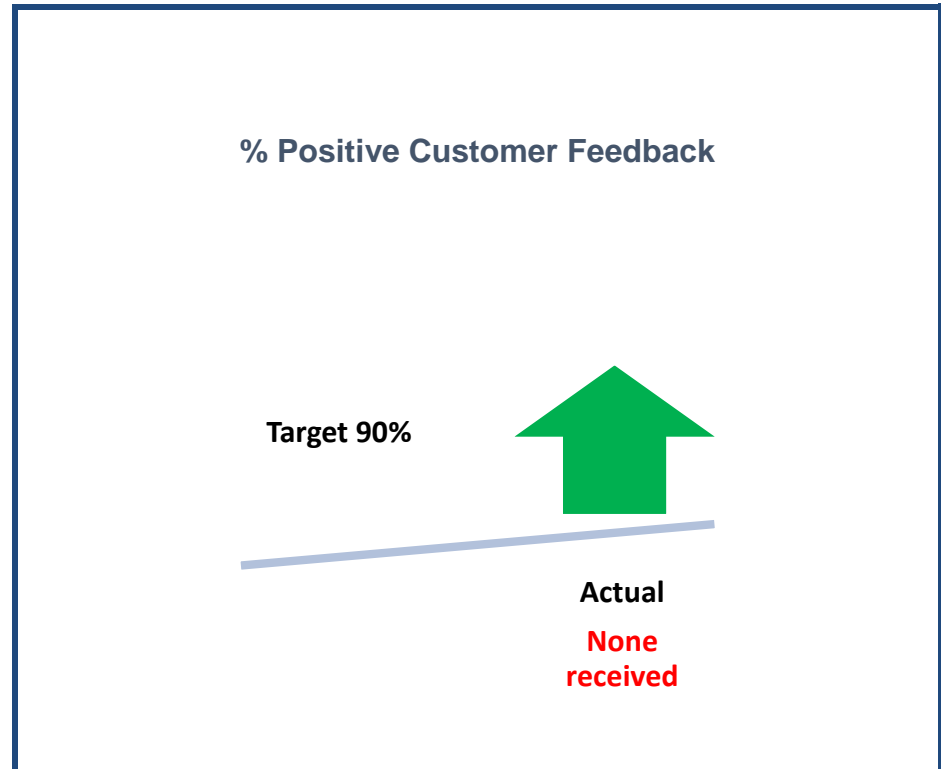 % Positive Customer Feedback
Target 90%
Actual
None
received